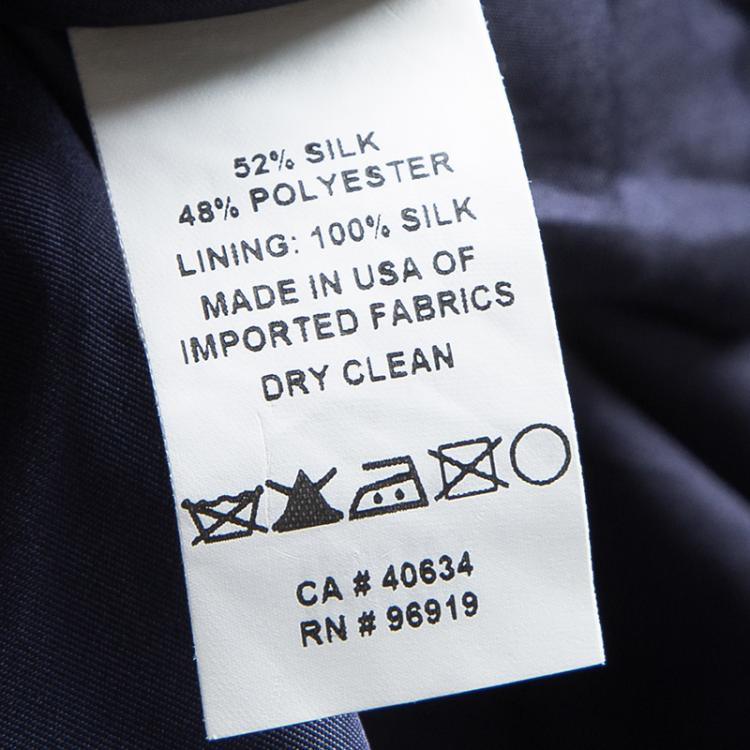 52% SILK
48% POLYESTER
LINING: 100% SILK
MADE IN USA OF
IMPORTED FABRICS
DRY CLEAN
CA # 40634
RN # 96919